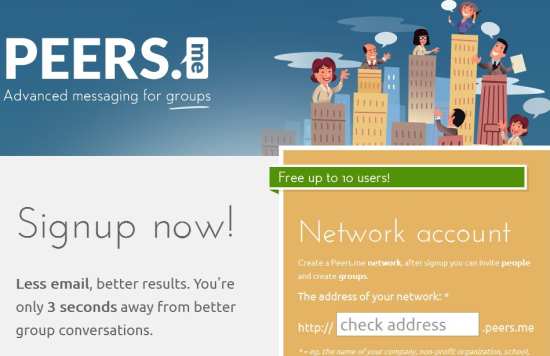 PEERS.me
Advanced messaging for groups
Free up to 10 users!
Signup now!
Network account
Create a Peers.me network, after signup you can invite people
and create groups.
Less email, better results. You're
only 3 seconds away from better
group conversations.
The address of your network: *
http:// check address .peers.me
* = eg. the name of your company, non-profit organization, school,